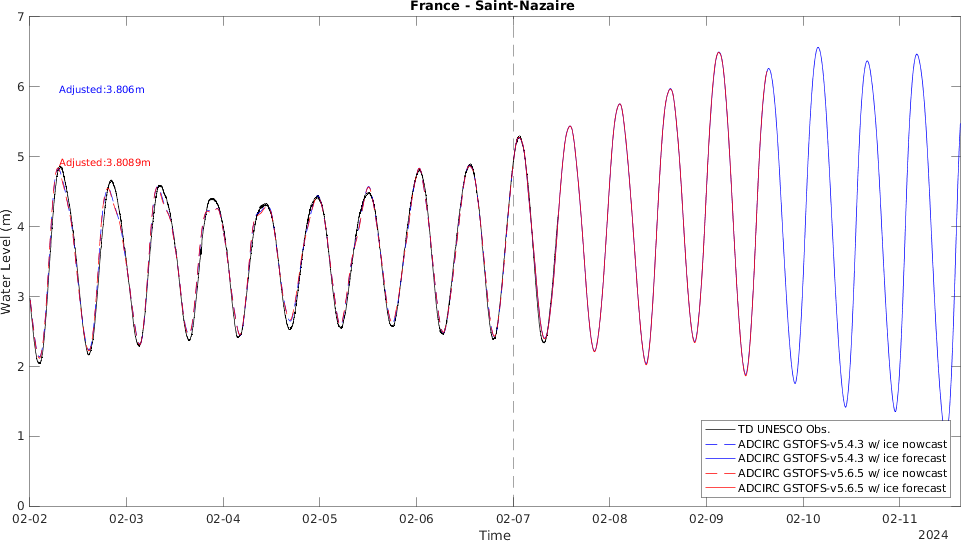 France - Saint-Nazaire
7
6
5
4
3
2
1
0
Water Level (m)
Adjusted:3.806m
Adjusted:3.8089m
TD UNESCO Obs.
ADCIRC GSTOFS-v5.4.3 w/ ice nowcast
ADCIRC GSTOFS-v5.4.3 w/ ice forecast
ADCIRC GSTOFS-v5.6.5 w/ ice nowcast
ADCIRC GSTOFS-v5.6.5 w/ ice forecast
02-02 02-03 02-04 02-05 02-06 02-07 02-08 02-09 02-10 02-11
Time
2024